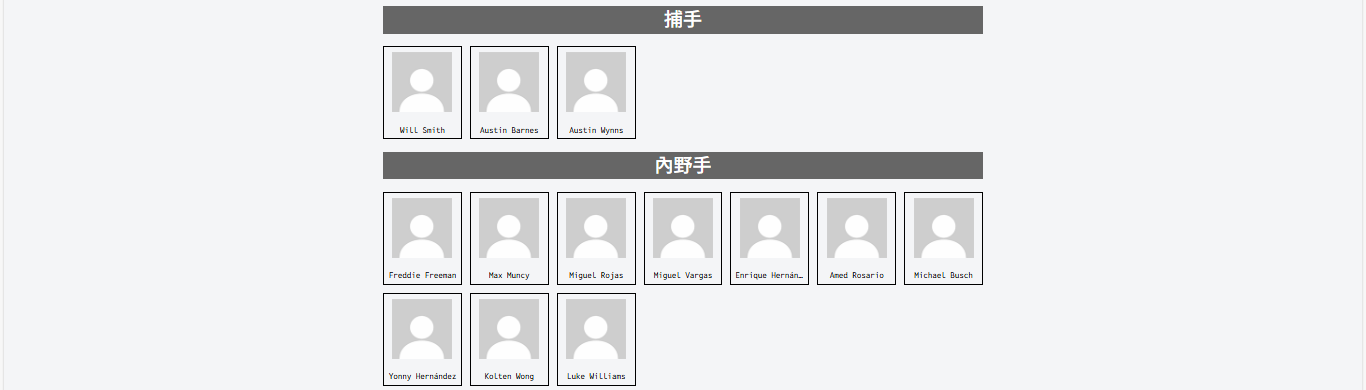 捕手
Will Smith Austin Barnes Austin Wynns
內野手
Freddie Freeman Max Muncy Miguel Rojas Miguel Vargas Enrique Hernán… Amed Rosario Michael Busch
Yonny Hernández Kolten Wong Luke Williams